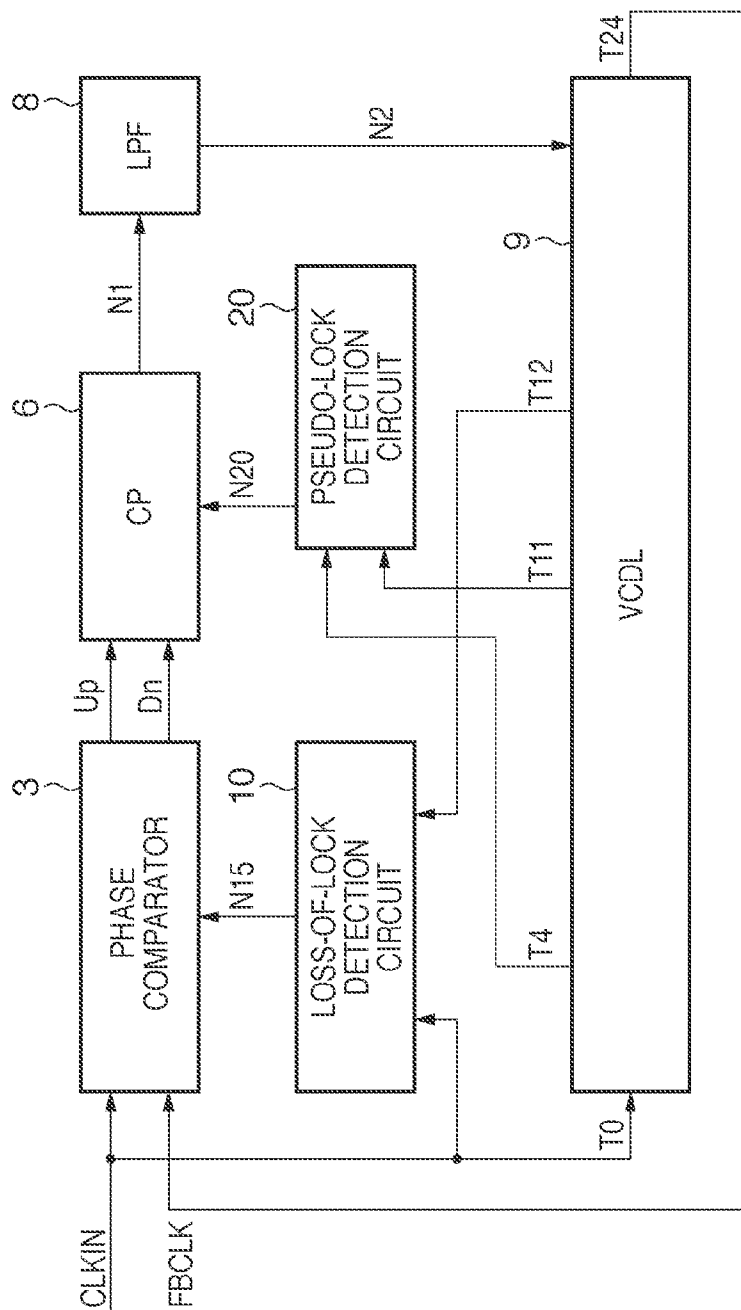 CLKIN
FBCLK
3
PHASE
COMPARATOR
Up
Dn
6
CP
N1
8
LPF
N15
N20
N2
10
LOSS-OF-LOCK
DETECTION
CIRCUIT
20
PSEUDO-LOCK
DETECTION
CIRCUIT
T0
T4
T11
T12
9
VCDL
T24